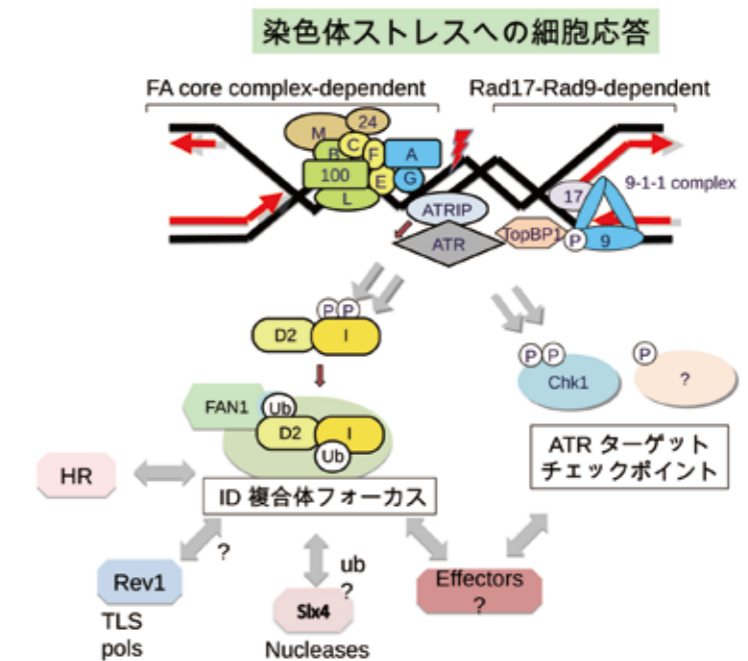 染色体ストレスへの細胞応答
FA core complex-dependent
Rad17-Rad9-dependent
M
24
B
C
F
A
100
E
G
L
17
9-1-1 complex
ATRIP
ATR
TopBP1
P
9
P P
D2
I
P P
Chk1
P
?
FAN1
Ub
D2
I
Ub
ATR ターゲット
チェックポイント
HR
ID 複合体フォーカス
?
ub
?
Rev1
TLS
pols
Slx4
Nucleases
Effectors
?